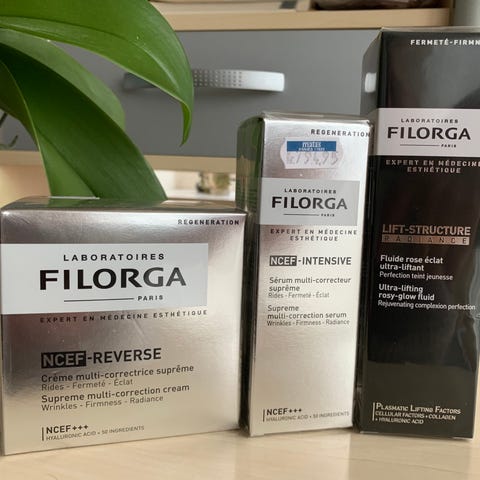 REGENERATION
LABORATOIRES
FILORGA
PARIS
EXPERT EN MÉDECINE ESTHÉTIQUE
NCEF-REVERSE
Crème multi-correctrice suprême
Rides - Fermeté - Éclat
Supreme multi-correction cream
Wrinkles - Firmness - Radiance
NCEF+++
HYALURONIC ACID + 50 INGREDIENTS
REGENERATION
LABORATOIRES
FILORGA
PARIS
EXPERT EN MÉDECINE
ESTHÉTIQUE
NCEF-INTENSIVE
Sérum multi-correcteur
suprême
Rides - Fermeté - Éclat
Supreme
multi-correction serum
Wrinkles - Firmness - Radiance
NCEF+++
HYALURONIC ACID + 50 INGREDIENTS
FERMETÉ-FIRMN
LABORATOIRES
FILORGA
PARIS
EXPERT EN MÉDECINE
ESTHÉTIQUE
LIFT-STRUCTURE
RADIANCE
Fluide rose éclat
ultra-liftant
Perfection teint jeunesse
Ultra-lifting
rosy-glow fluid
Rejuvenating complexion perfection
PLASMATIC LIFTING FACTORS
CELLULAR FACTORS + COLLAGEN
+ HYALURONIC ACID